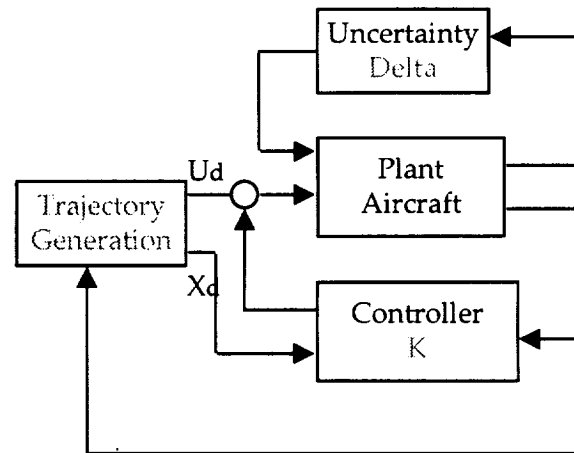 Uncertainty
Delta
Ud
Plant
Aircraft
Trajectory
Generation
Xd
Controller
K